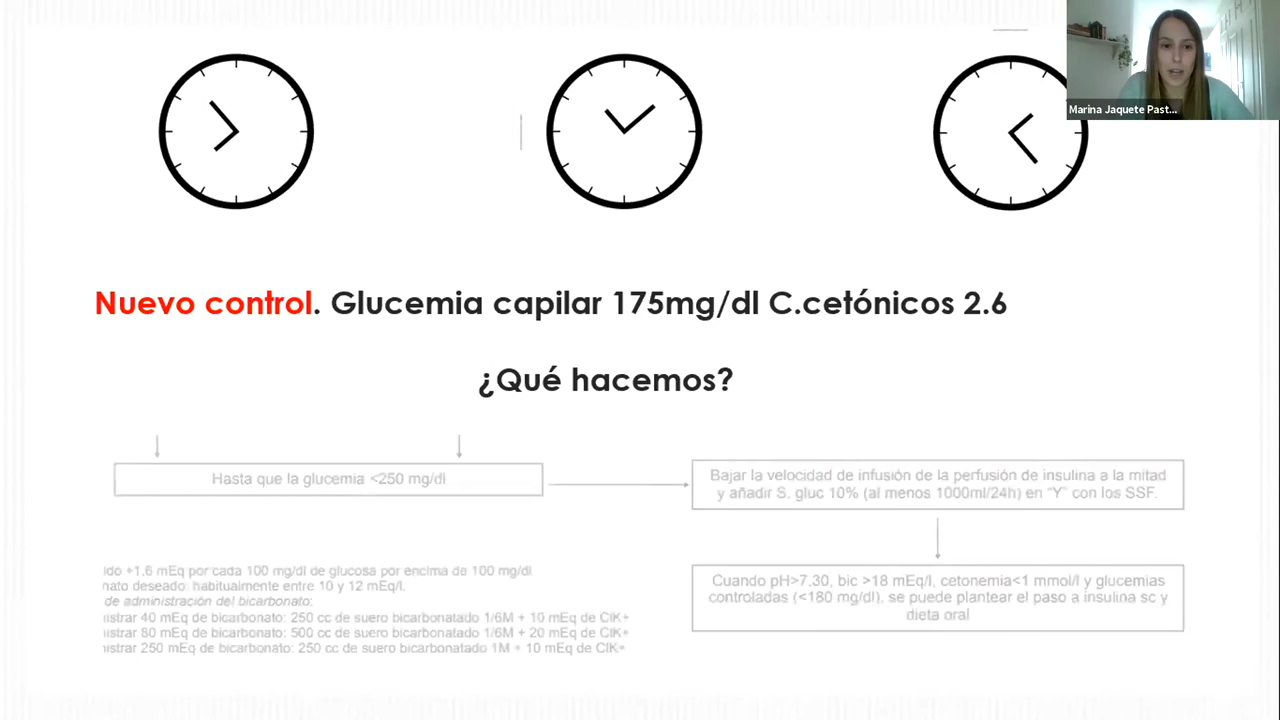 Marina Jaquete Past...
Nuevo control. Glucemia capilar 175mg/dl C.cetónicos 2.6
¿Qué hacemos?
Hasta que la glucemia <250 mg/dl
Bajar la velocidad de infusión de la perfusión de insulina a la mitad
y añadir S. gluc 10% (al menos 1000ml/24h) en "Y" con los SSF.
ido +1,6 mEq por cada 100 mg/dl de glucosa por encima de 100 mg/dl
nato deseado: habitualmente entre 10 y 12 mEq/l.
de administración del bicarbonato:
istrar 40 mEq de bicarbonato: 250 cc de suero bicarbonatado 1/6M + 10 mEq de ClK+
istrar 80 mEq de bicarbonato: 500 cc de suero bicarbonatado 1/6M + 20 mEq de ClK+
istrar 250 mEq de bicarbonato: 250 cc de suero bicarbonatado 1M + 10 mEq de ClK+
Cuando pH>7.30, bic >18 mEq/l, cetonemia<1 mmol/l y glucemias
controladas (<180 mg/dl), se puede plantear el paso a insulina sc y
dieta oral